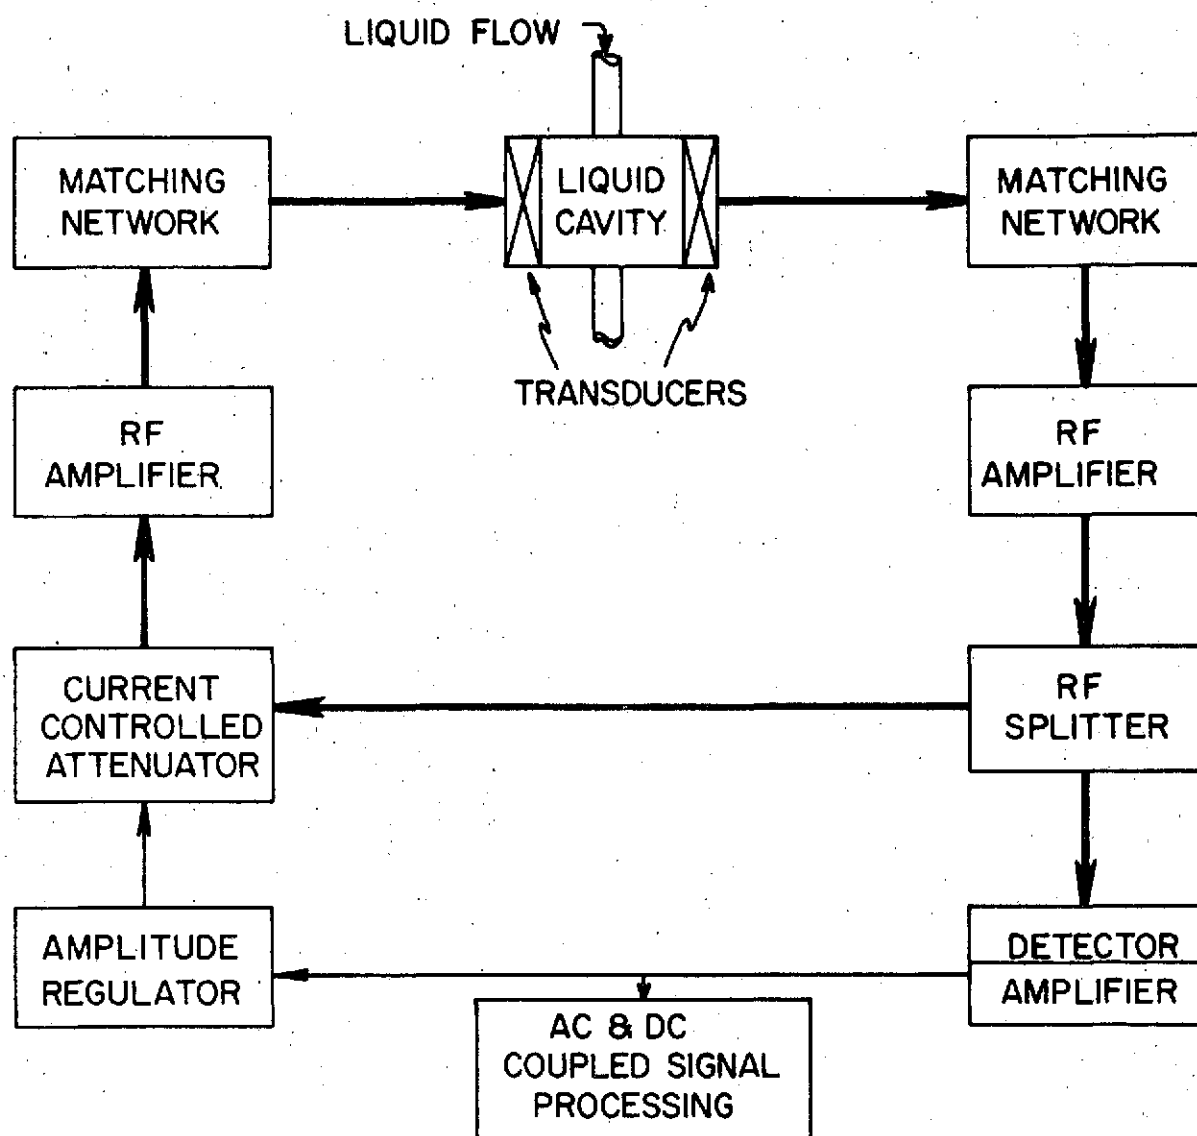 LIQUID FLOW
MATCHING
NETWORK
LIQUID
CAVITY
MATCHING
NETWORK
TRANSDUCERS
RF
AMPLIFIER
RF
AMPLIFIER
CURRENT
CONTROLLED
ATTENUATOR
RF
SPLITTER
AMPLITUDE
REGULATOR
DETECTOR
AMPLIFIER
AC & DC
COUPLED SIGNAL
PROCESSING